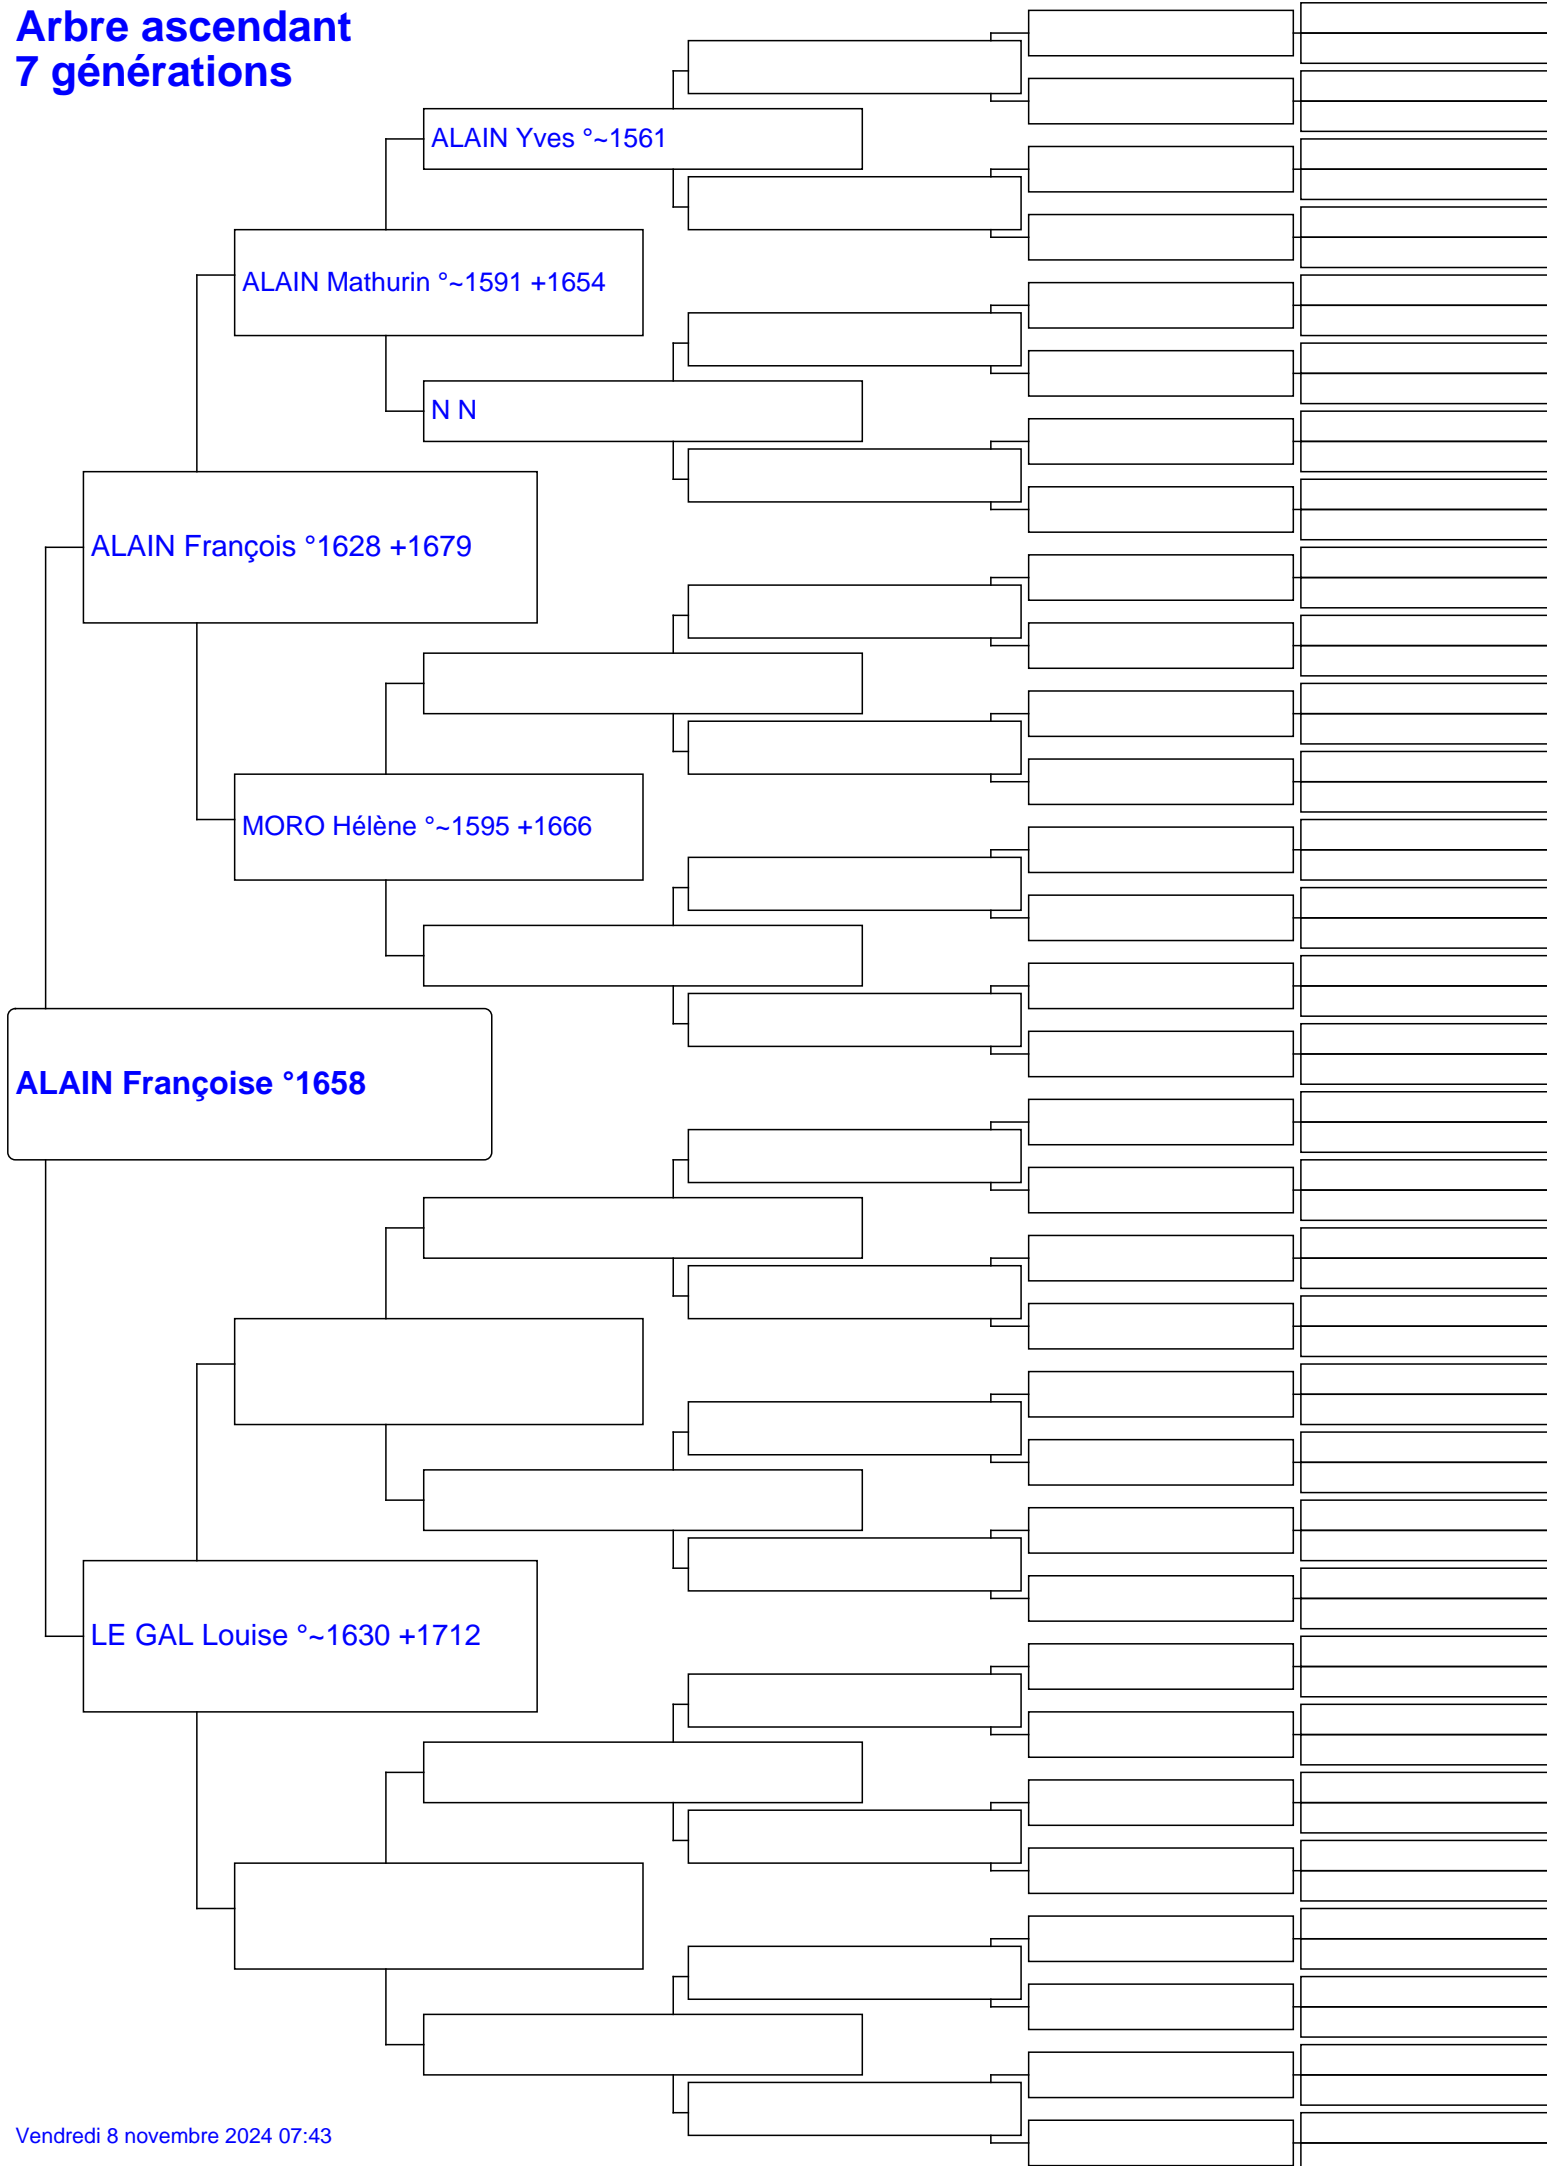 Arbre ascendant
7 générations
ALAIN Yves °~1561
ALAIN Mathurin °~1591 +1654
N N
ALAIN François °1628 +1679
MORO Hélène °~1595 +1666
ALAIN Françoise °1658
LE GAL Louise °~1630 +1712
Vendredi 8 novembre 2024 07:43